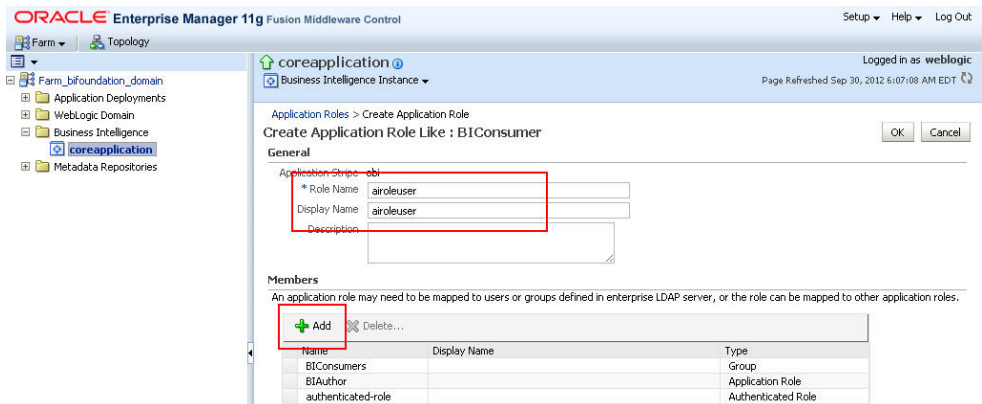 ORACLE Enterprise Manager 11g Fusion Middleware Control
Setup Help Log Out
Farm Topology
Farm_bifoundation_domain
Application Deployments
WebLogic Domain
Business Intelligence
coreapplication
Metadata Repositories
coreapplication
Logged in as weblogic
Business Intelligence Instance
Page Refreshed Sep 30, 2012 6:07:08 AM EDT
Application Roles > Create Application Role
Create Application Role Like : BIConsumer
OK Cancel
General
Application Stripe obi
* Role Name airoleuser
Display Name airoleuser
Description
Members
An application role may need to be mapped to users or groups defined in enterprise LDAP server, or the role can be mapped to other application roles.
Add Delete...
Name Display Name Type
BIConsumers Group
BIAuthor Application Role
authenticated-role Authenticated Role